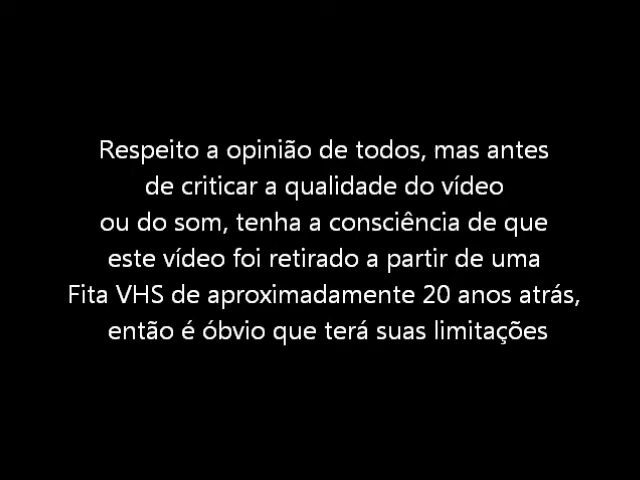 Respeito a opinião de todos, mas antes
de criticar a qualidade do vídeo
ou do som, tenha a consciência de que
este vídeo foi retirado a partir de uma
Fita VHS de aproximadamente 20 anos atrás,
então é óbvio que terá suas limitações